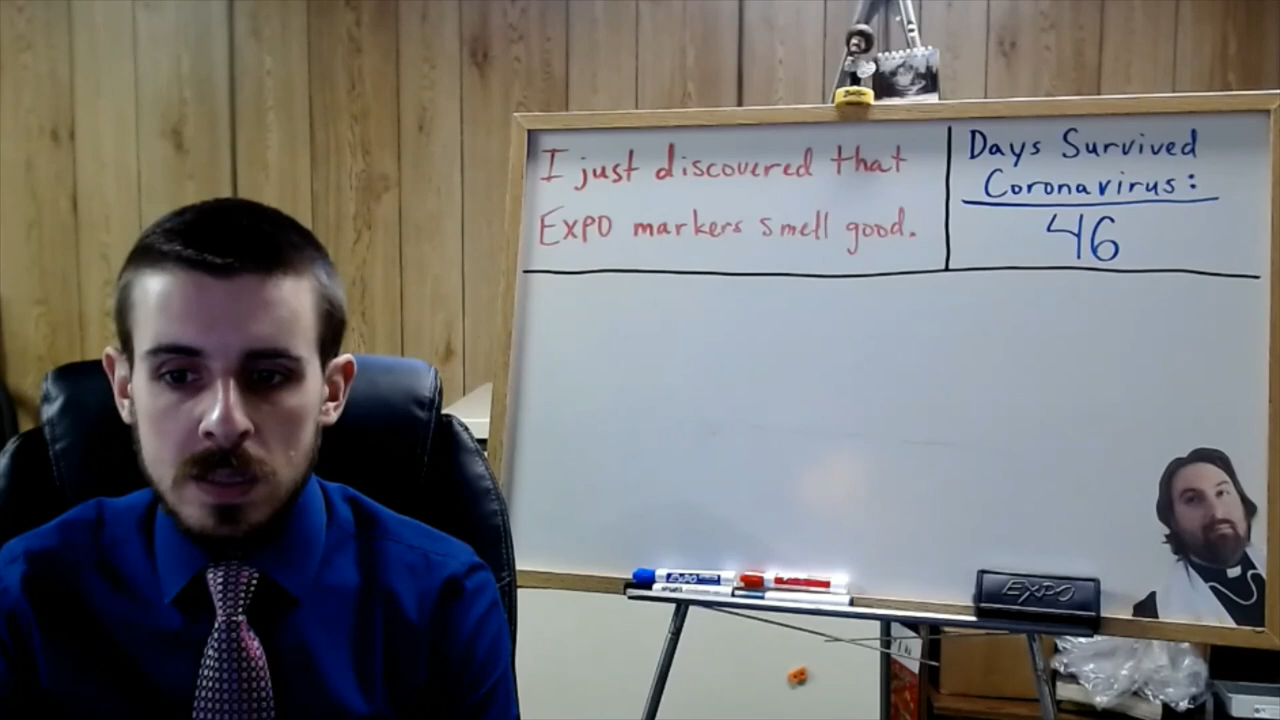 I just discovered that
EXPO markers smell good.
Days Survived
Coronavirus:
46
EXPO
EXPO